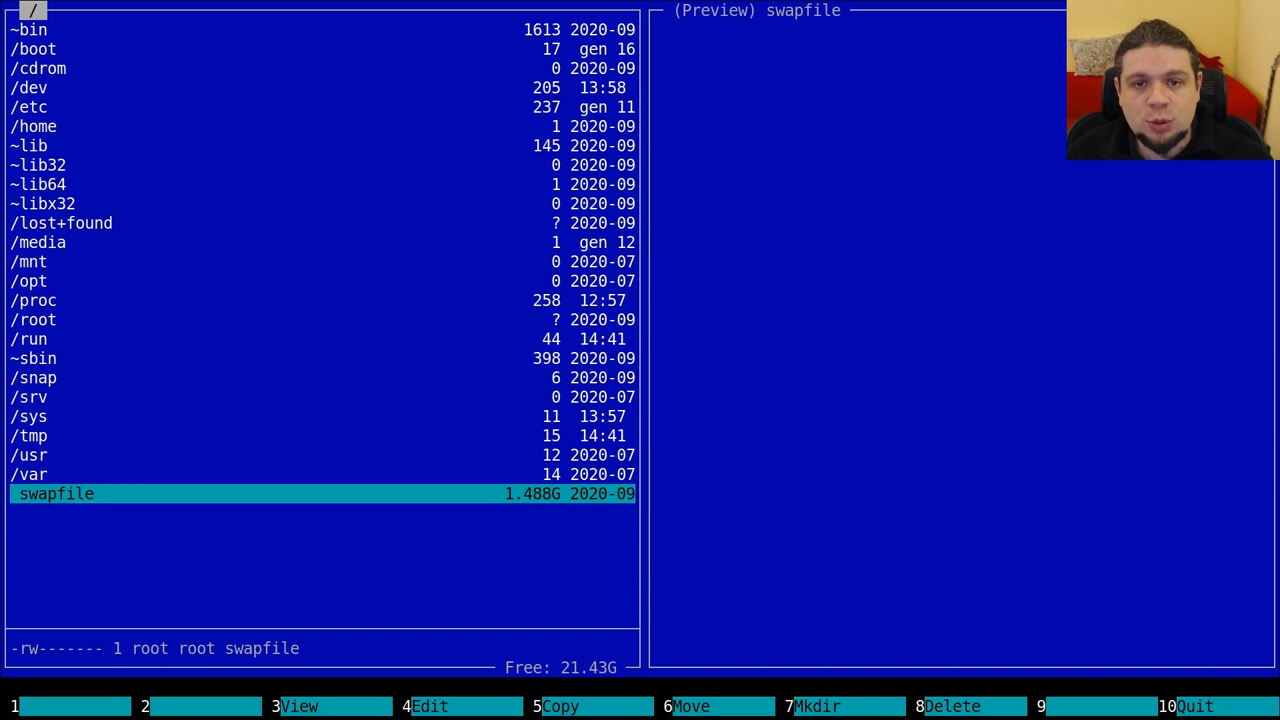 /
(Preview) swapfile
~bin 1613 2020-09
/boot 17 gen 16
/cdrom 0 2020-09
/dev 205 13:58
/etc 237 gen 11
/home 1 2020-09
~lib 145 2020-09
~lib32 0 2020-09
~lib64 1 2020-09
~libx32 0 2020-09
/lost+found ? 2020-09
/media 1 gen 12
/mnt 0 2020-07
/opt 0 2020-07
/proc 258 12:57
/root ? 2020-09
/run 44 14:41
~sbin 398 2020-09
/snap 6 2020-09
/srv 0 2020-07
/sys 11 13:57
/tmp 15 14:41
/usr 12 2020-07
/var 14 2020-07
swapfile 1.488G 2020-09
-rw------- 1 root root swapfile
Free: 21.43G
1 2 3View 4Edit 5Copy 6Move 7Mkdir 8Delete 9 10Quit